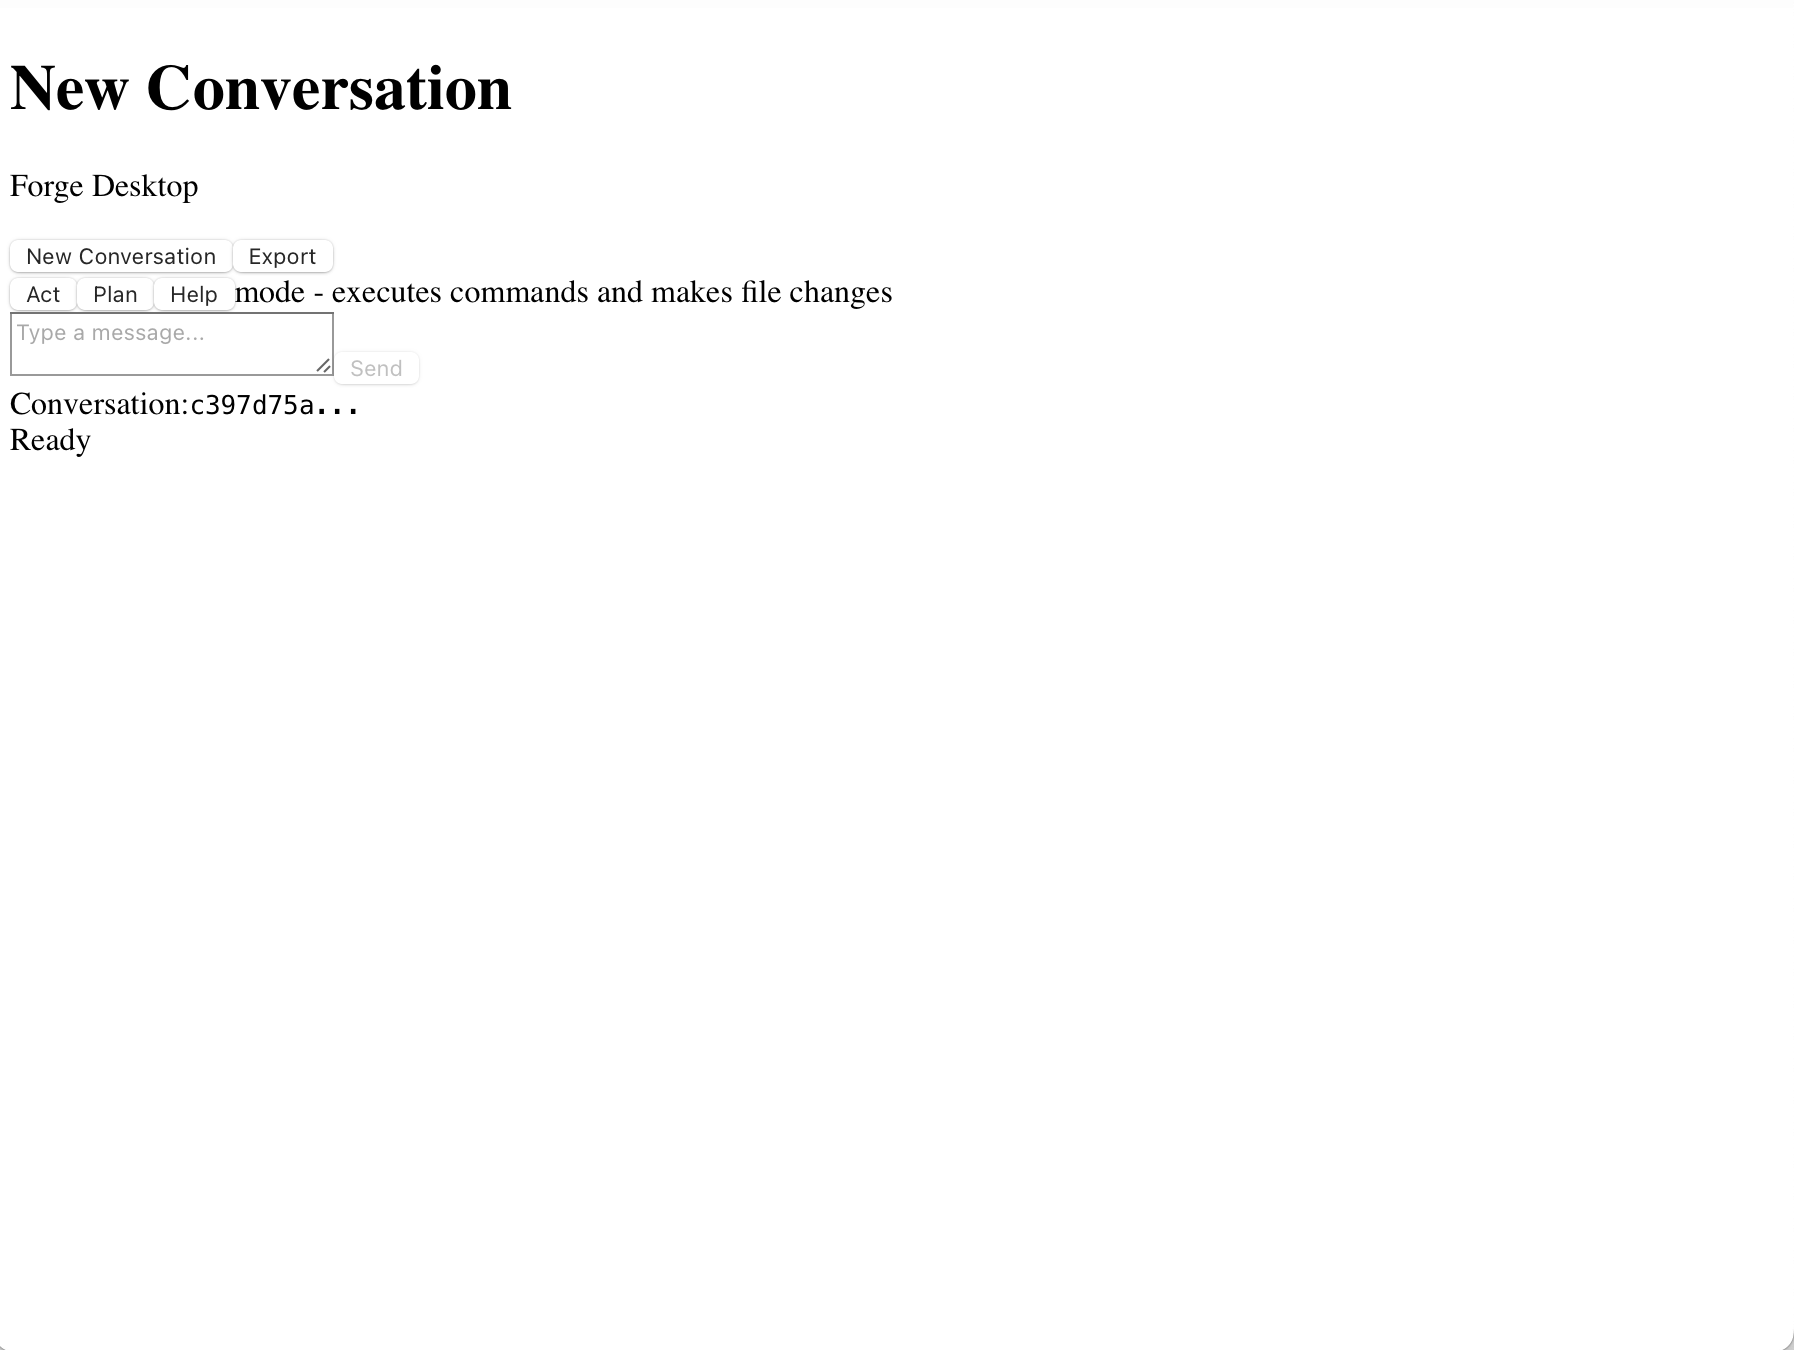 New Conversation
Forge Desktop
New Conversation Export
Act Plan Help mode - executes commands and makes file changes
Type a message...
Send
Conversation:c397d75a...
Ready